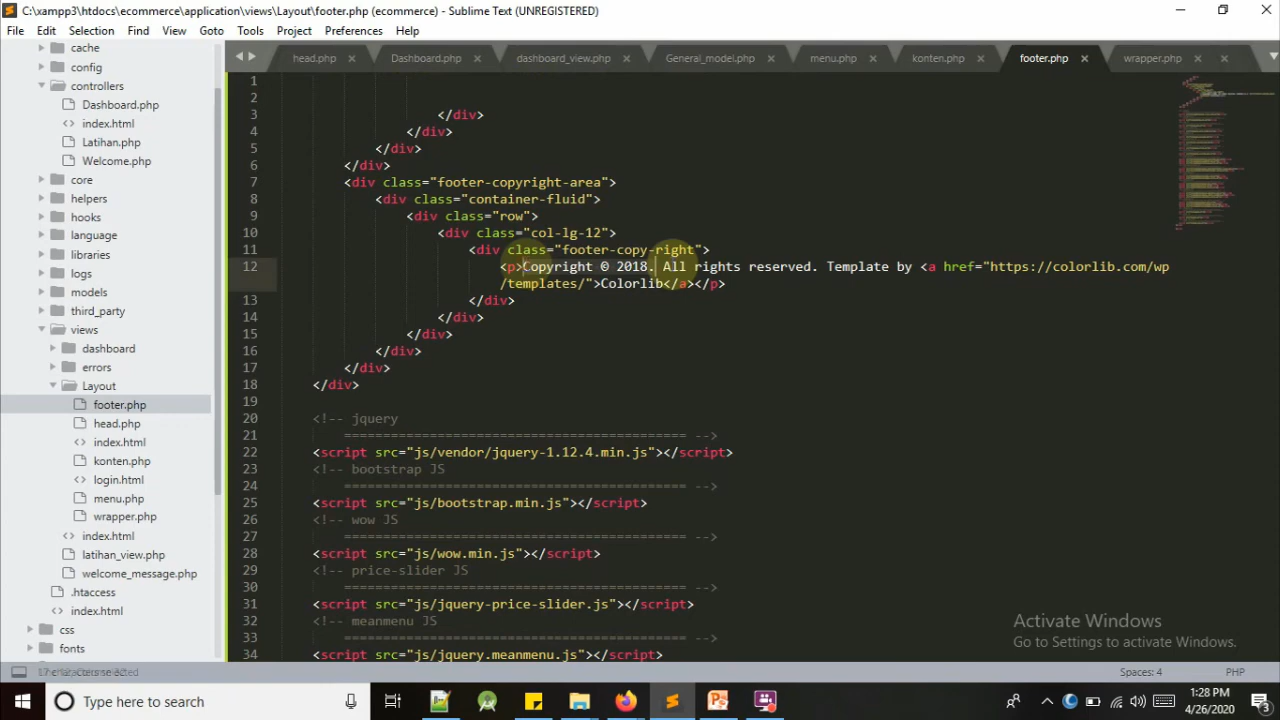 C:\xampp3\htdocs\ecommerce\application\views\Layout\footer.php (ecommerce) - Sublime Text (UNREGISTERED)
File Edit Selection Find View Goto Tools Project Preferences Help
head.php Dashboard.php dashboard_view.php General_model.php menu.php konten.php footer.php wrapper.php
cache
config
controllers
Dashboard.php
index.html
Latihan.php
Welcome.php
core
helpers
hooks
language
libraries
logs
models
third_party
views
dashboard
errors
Layout
footer.php
head.php
index.html
konten.php
login.html
menu.php
wrapper.php
index.html
latihan_view.php
welcome_message.php
.htaccess
index.html
css
fonts
1
2
3 </div>
4 </div>
5 </div>
6 </div>
7 <div class="footer-copyright-area">
8 <div class="container-fluid">
9 <div class="row">
10 <div class="col-lg-12">
11 <div class="footer-copy-right">
12 <p>Copyright © 2018. All rights reserved. Template by <a href="https://colorlib.com/wp
/templates/">Colorlib</a></p>
13 </div>
14 </div>
15 </div>
16 </div>
17 </div>
18 </div>
19
20 <!-- jquery
21 ============================================ -->
22 <script src="js/vendor/jquery-1.12.4.min.js"></script>
23 <!-- bootstrap JS
24 ============================================ -->
25 <script src="js/bootstrap.min.js"></script>
26 <!-- wow JS
27 ============================================ -->
28 <script src="js/wow.min.js"></script>
29 <!-- price-slider JS
30 ============================================ -->
31 <script src="js/jquery-price-slider.js"></script>
32 <!-- meanmenu JS
33 ============================================ -->
34 <script src="js/jquery.meanmenu.js"></script>
Activate Windows
Go to Settings to activate Windows.
Spaces: 4 PHP
Type here to search
1:28 PM
4/26/2020
3